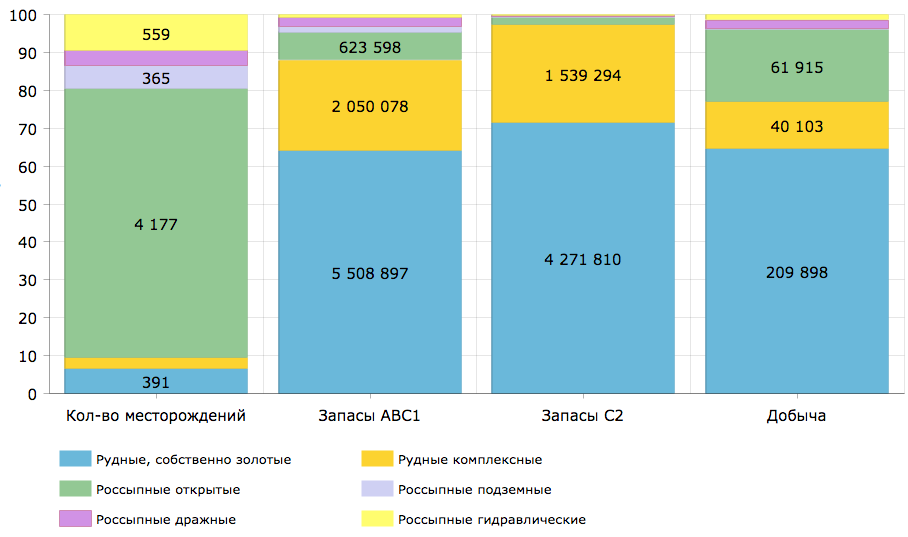 100
90
80
70
60
50
40
30
20
10
0
559
365
4 177
391
623 598
2 050 078
5 508 897
1 539 294
4 271 810
61 915
40 103
209 898
Кол-во месторождений
Запасы ABC1
Запасы С2
Добыча
Рудные, собственно золотые
Рудные комплексные
Россыпные открытые
Россыпные подземные
Россыпные дражные
Россыпные гидравлические